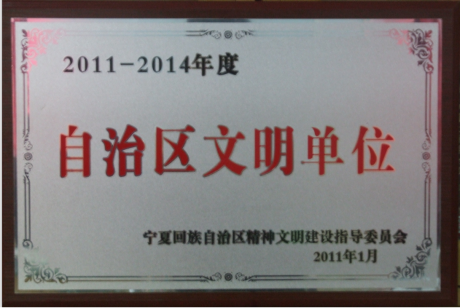 2011-2014年度
自治区文明单位
宁夏回族自治区精神文明建设指导委员会
2011年1月